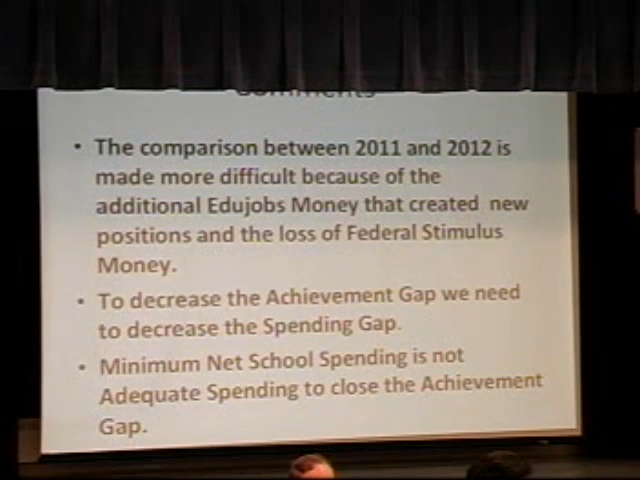 Comments
• The comparison between 2011 and 2012 is
made more difficult because of the
additional Edujobs Money that created new
positions and the loss of Federal Stimulus
Money.
• To decrease the Achievement Gap we need
to decrease the Spending Gap.
• Minimum Net School Spending is not
Adequate Spending to close the Achievement
Gap.